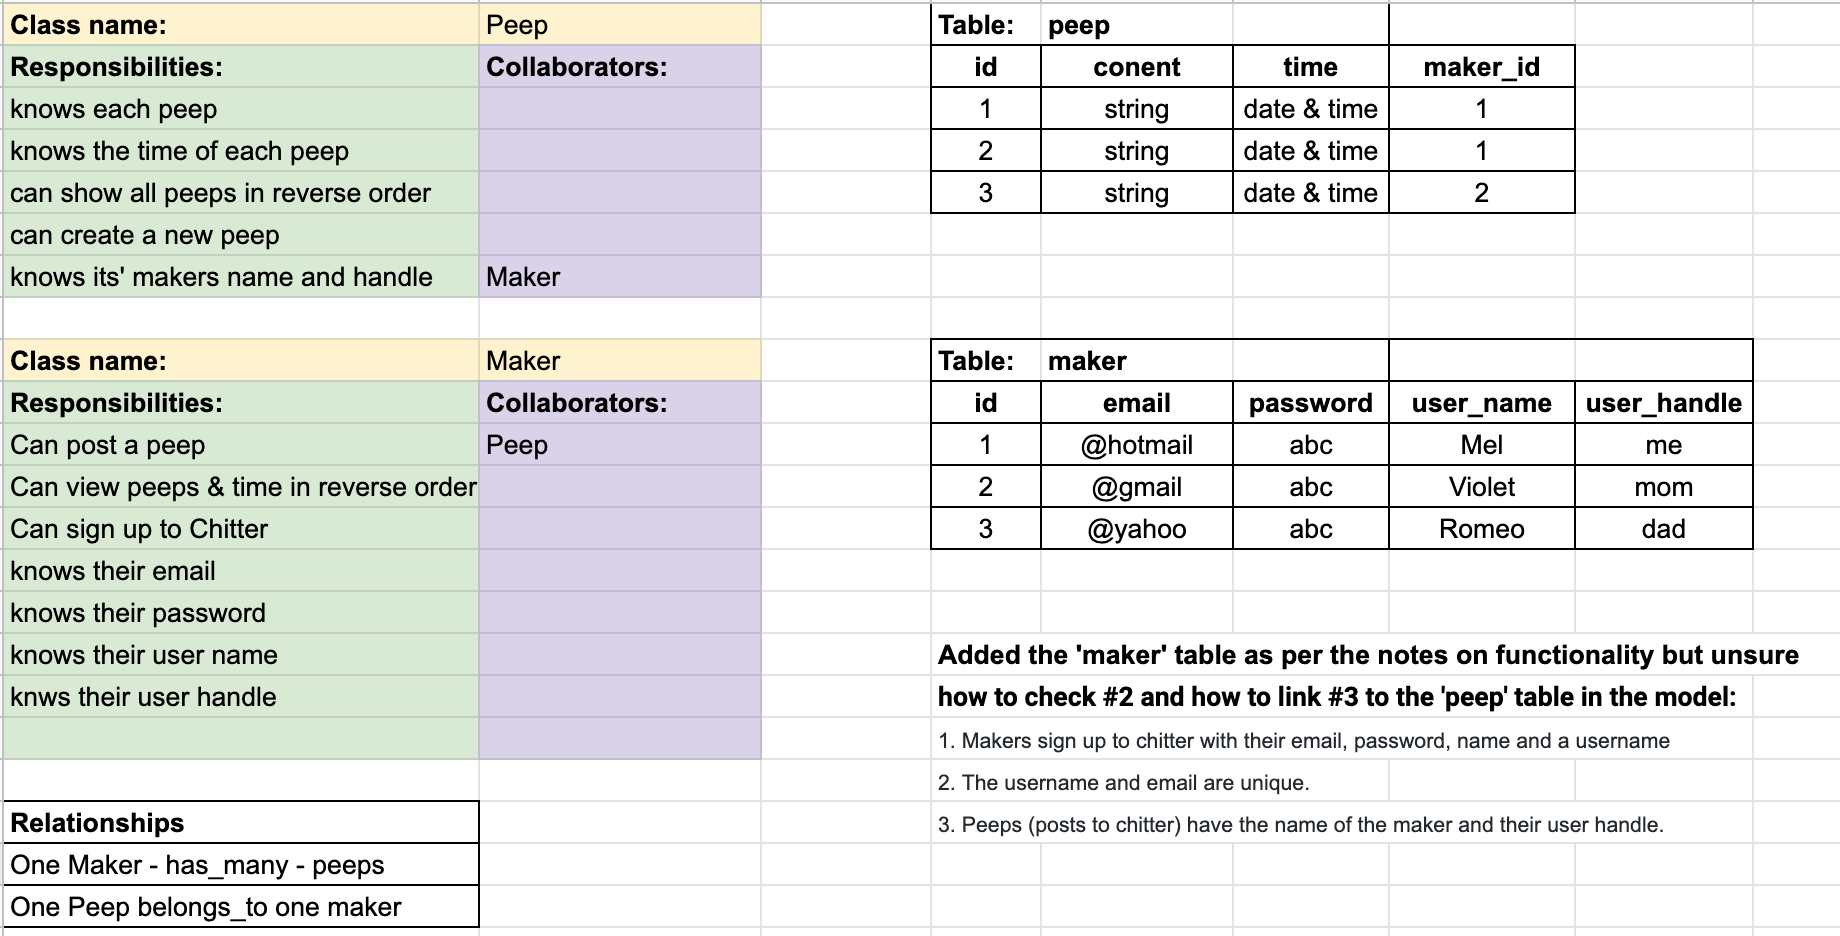 Class name: Peep
Responsibilities: Collaborators:
knows each peep
knows the time of each peep
can show all peeps in reverse order
can create a new peep
knows its' makers name and handle Maker
Table: peep
id conent time maker_id
1 string date & time 1
2 string date & time 1
3 string date & time 2
Class name: Maker
Responsibilities: Collaborators:
Can post a peep Peep
Can view peeps & time in reverse order
Can sign up to Chitter
knows their email
knows their password
knows their user name
knws their user handle
Table: maker
id email password user_name user_handle
1 @hotmail abc Mel me
2 @gmail abc Violet mom
3 @yahoo abc Romeo dad
Added the 'maker' table as per the notes on functionality but unsure
how to check #2 and how to link #3 to the 'peep' table in the model:
1. Makers sign up to chitter with their email, password, name and a username
2. The username and email are unique.
3. Peeps (posts to chitter) have the name of the maker and their user handle.
Relationships
One Maker - has_many - peeps
One Peep belongs_to one maker